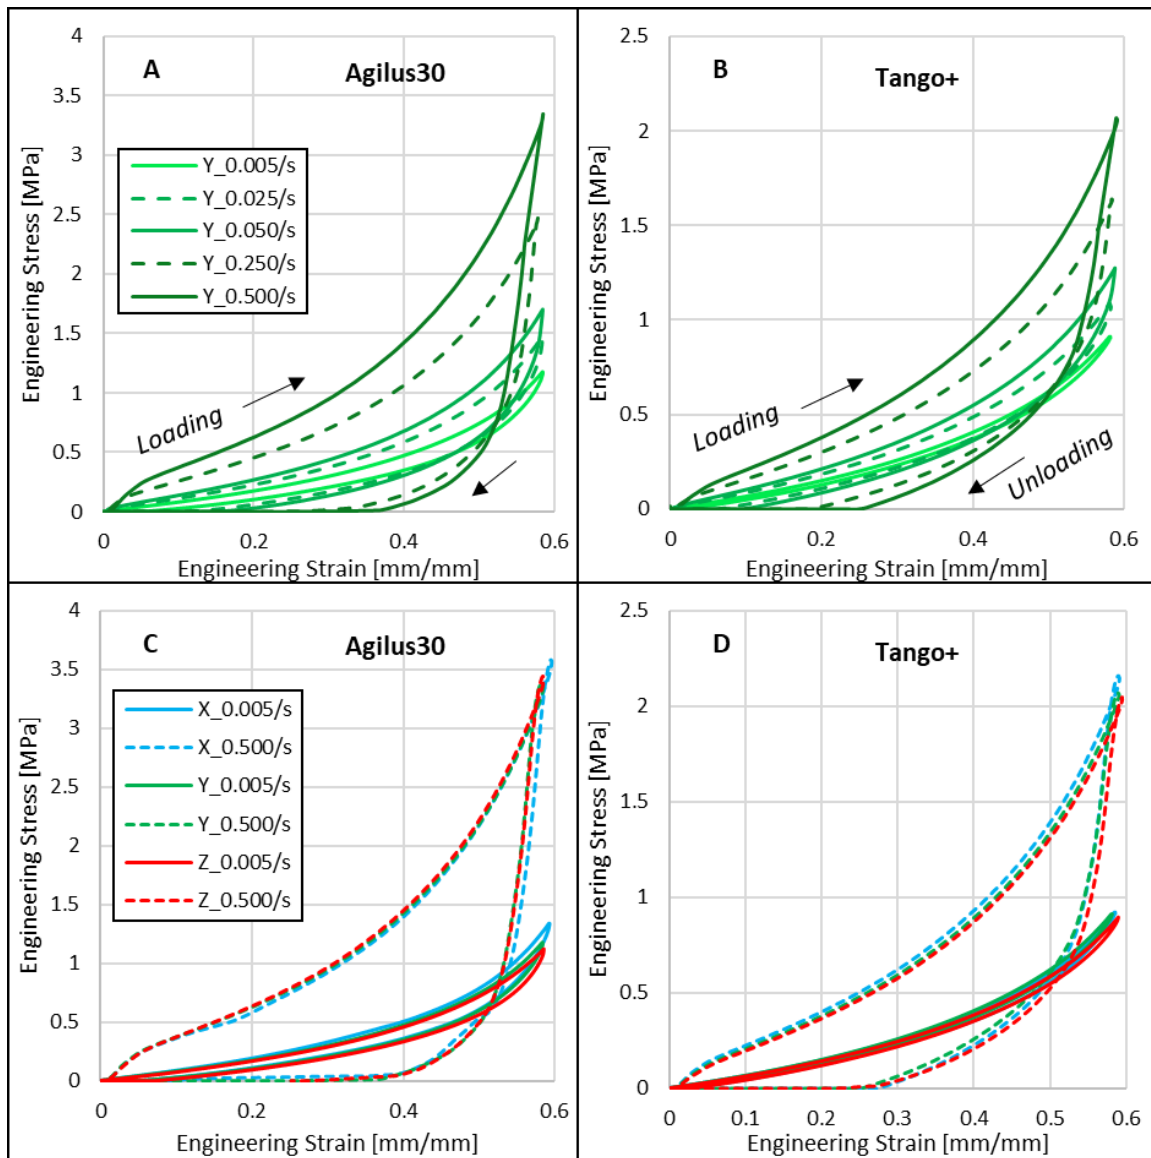 A
Agilus30
Engineering Stress [MPa]
4
3.5
3
2.5
2
1.5
1
0.5
0
Y_0.005/s
Y_0.025/s
Y_0.050/s
Y_0.250/s
Y_0.500/s
Loading
0
0.2
0.4
0.6
Engineering Strain [mm/mm]
B
Tango+
Engineering Stress [MPa]
2.5
2
1.5
1
0.5
0
Loading
Unloading
0
0.2
0.4
0.6
Engineering Strain [mm/mm]
C
Agilus30
Engineering Stress [MPa]
4
3.5
3
2.5
2
1.5
1
0.5
0
X_0.005/s
X_0.500/s
Y_0.005/s
Y_0.500/s
Z_0.005/s
Z_0.500/s
0
0.2
0.4
0.6
Engineering Strain [mm/mm]
D
Tango+
Engineering Stress [MPa]
2.5
2
1.5
1
0.5
0
0
0.1
0.2
0.3
0.4
0.5
0.6
Engineering Strain [mm/mm]